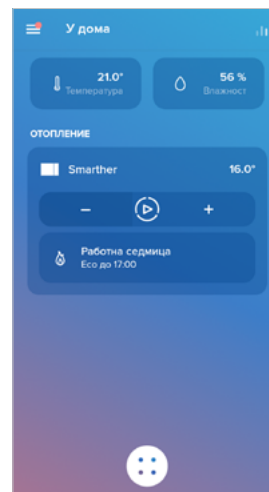 У дома
21.0°
Температура
56 %
Влажност
ОТОПЛЕНИЕ
Smarther
16.0°
– +
Работна седмица
Eco до 17:00